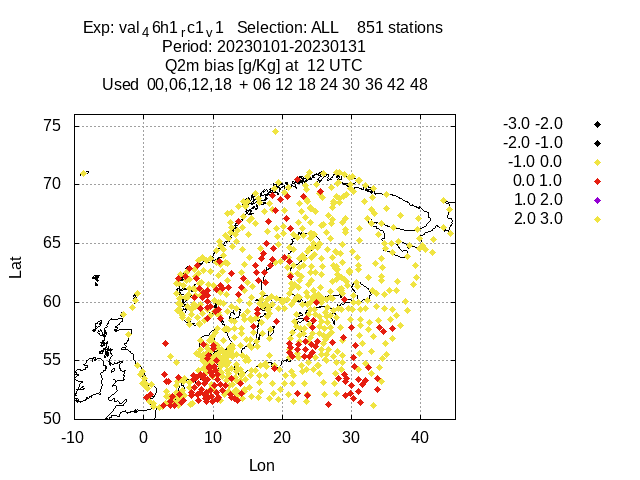 Exp: val46h1rc1v1 Selection: ALL 851 stations
Period: 20230101-20230131
Q2m bias [g/Kg] at 12 UTC
Used 00,06,12,18 + 06 12 18 24 30 36 42 48
-3.0 -2.0
-2.0 -1.0
-1.0 0.0
0.0 1.0
1.0 2.0
2.0 3.0
75
70
65
60
55
50
Lat
-10 0 10 20 30 40
Lon